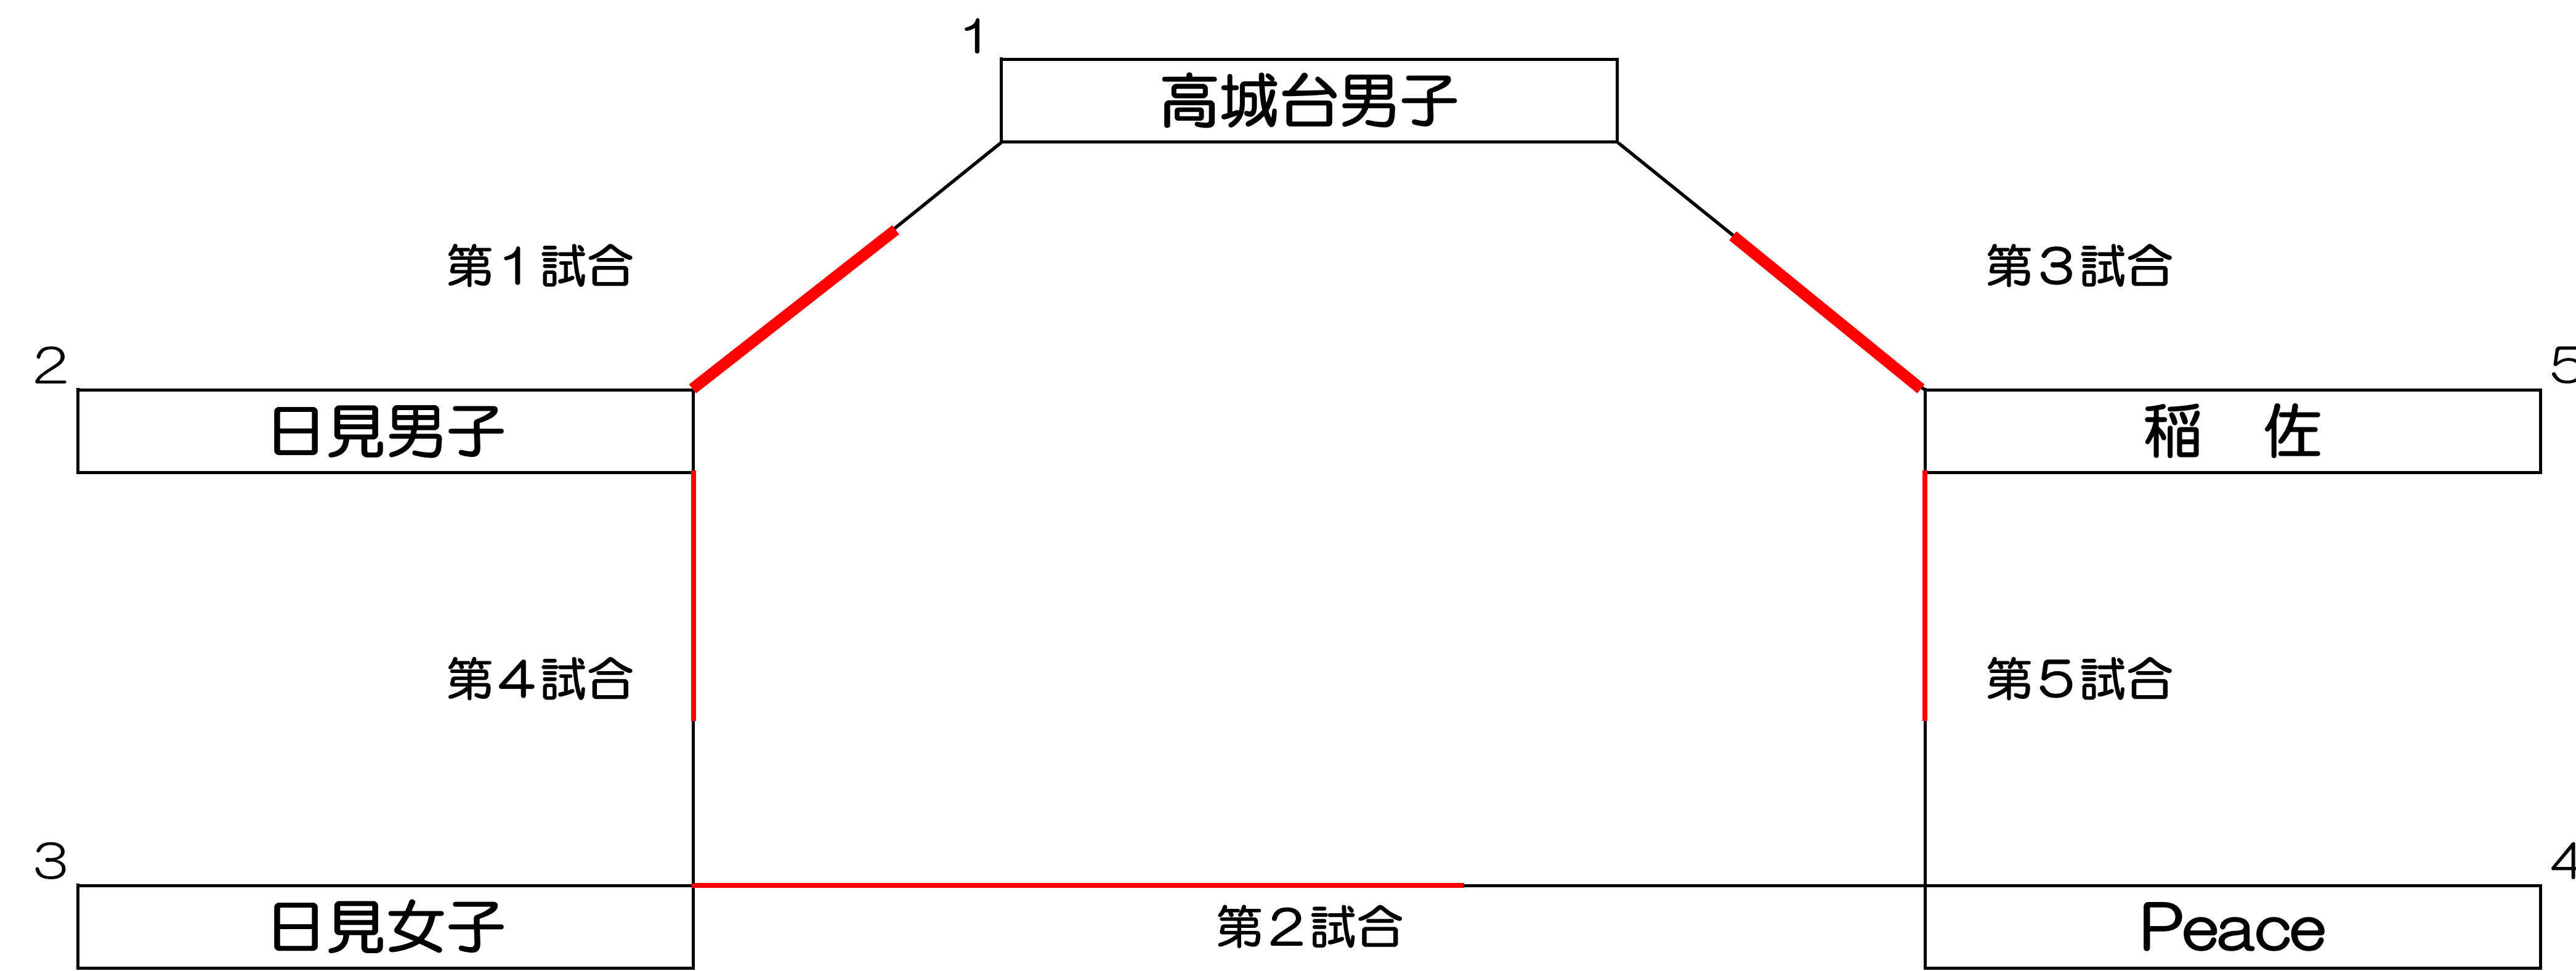 1
高城台男子
第1試合
第3試合
2
5
日見男子
稲　佐
第4試合
第5試合
3
4
日見女子
第2試合
Peace